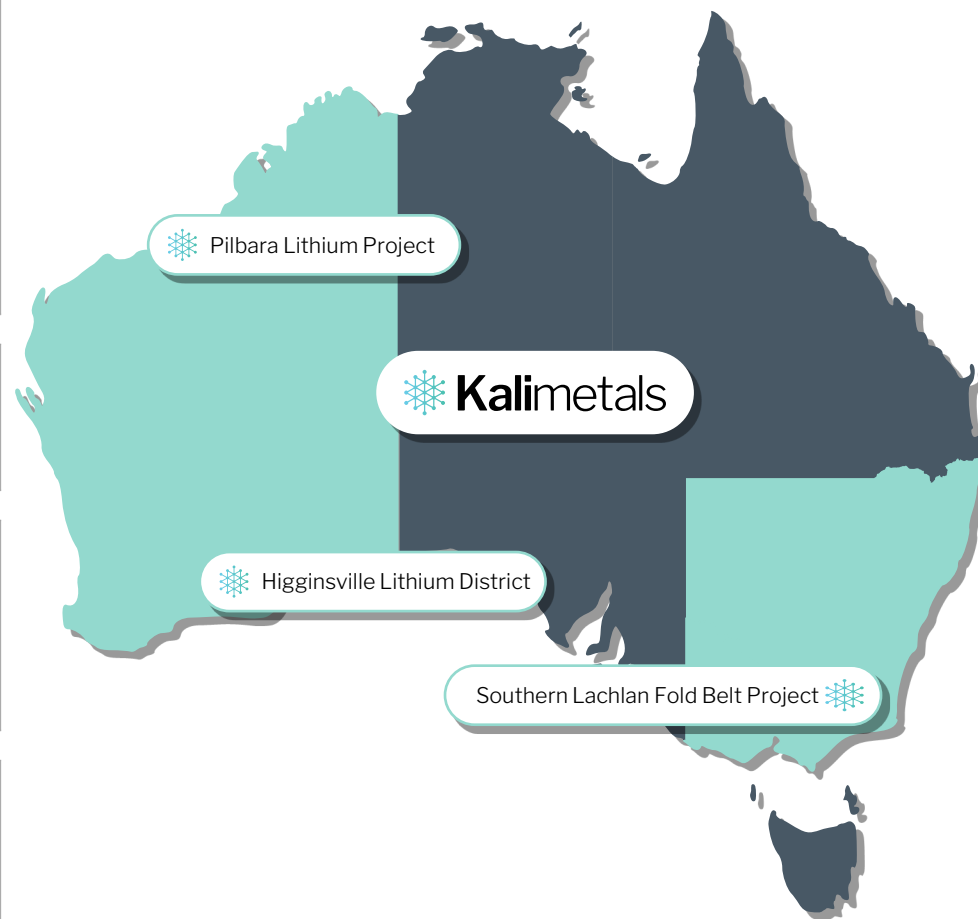 Pilbara Lithium Project
Kalimetals
Higginsville Lithium District
Southern Lachlan Fold Belt Project